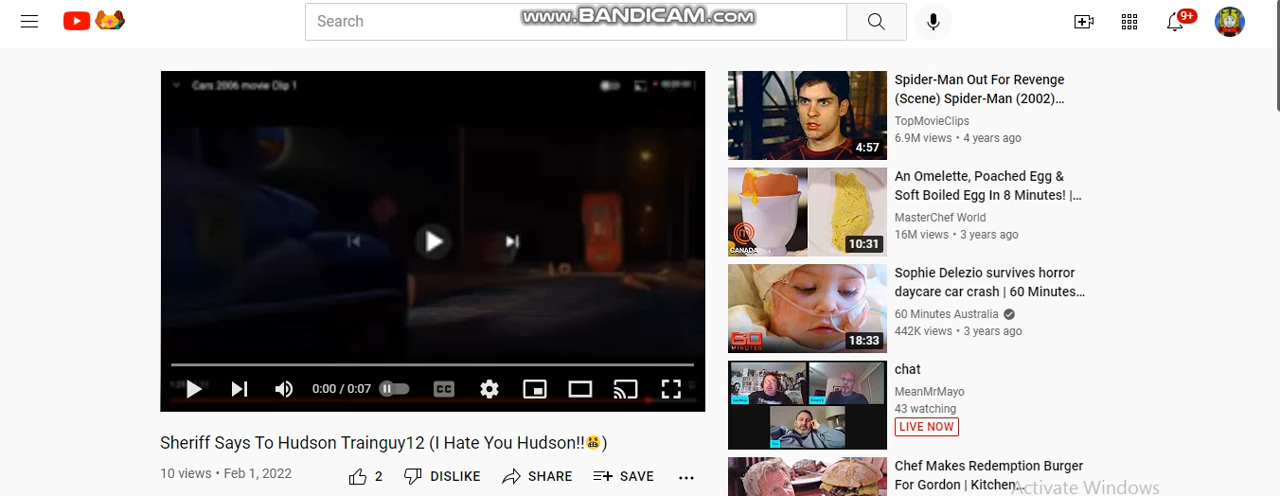 Search
www.BANDICAM.com
9+
Cars 2006 movie Clip 1
0:00 / 0:07
CC
Sheriff Says To Hudson Trainguy12 (I Hate You Hudson!!😬)
10 views • Feb 1, 2022
2
DISLIKE
SHARE
SAVE
Spider-Man Out For Revenge
(Scene) Spider-Man (2002)...
TopMovieClips
6.9M views • 4 years ago
4:57
An Omelette, Poached Egg &
Soft Boiled Egg In 8 Minutes! |...
MasterChef World
16M views • 3 years ago
CANADA
10:31
Sophie Delezio survives horror
daycare car crash | 60 Minutes...
60 Minutes Australia
442K views • 3 years ago
60
MINUTES
18:33
chat
MeanMrMayo
43 watching
LIVE NOW
Chef Makes Redemption Burger
For Gordon | Kitchen...
Activate Windows